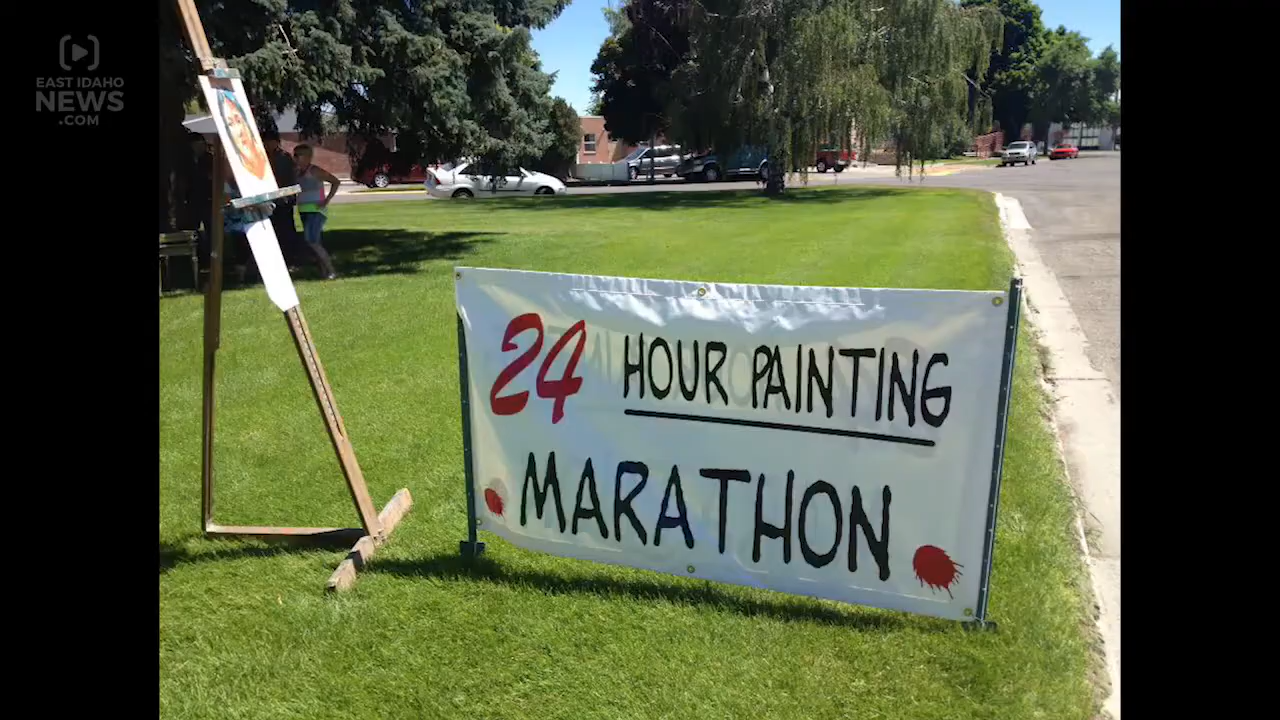 EAST IDAHO
NEWS
.COM
24 HOUR PAINTING
MARATHON